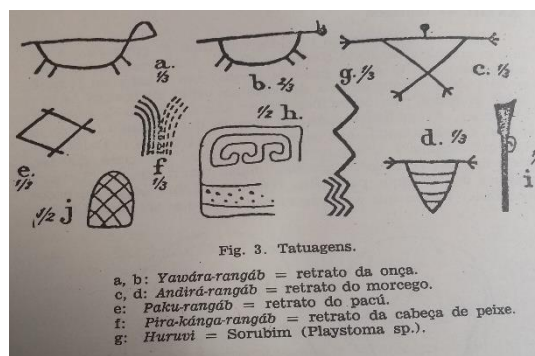 a.
1/3
b. 2/3
g. 1/3
c. 1/3
1/2 h.
e.
1/3
f
1/3
d. 1/3
1/2 j
i
Fig. 3. Tatuagens.
a, b: Yawára-rangáb = retrato da onça.
c, d: Andirá-rangáb = retrato do morcego.
e: Paku-rangáb = retrato do pacú.
f: Pira-kánga-rangáb = retrato da cabeça de peixe.
g: Huruvi = Sorubim (Playstoma sp.).